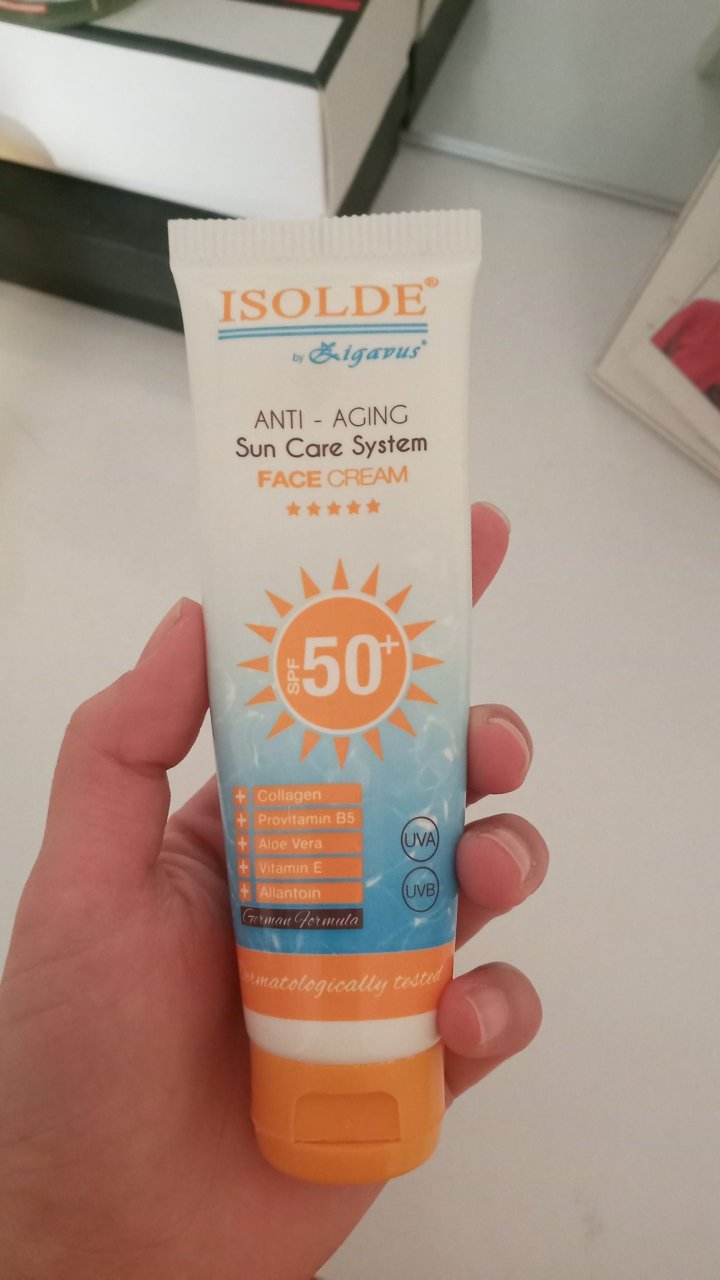 ISOLDE®
by Zigavus®
ANTI - AGING
Sun Care System
FACE CREAM
SPF 50+
+ Collagen
+ Provitamin B5
+ Aloe Vera
+ Vitamin E
+ Allantoin
UVA
UVB
German Formula
Dermatologically tested